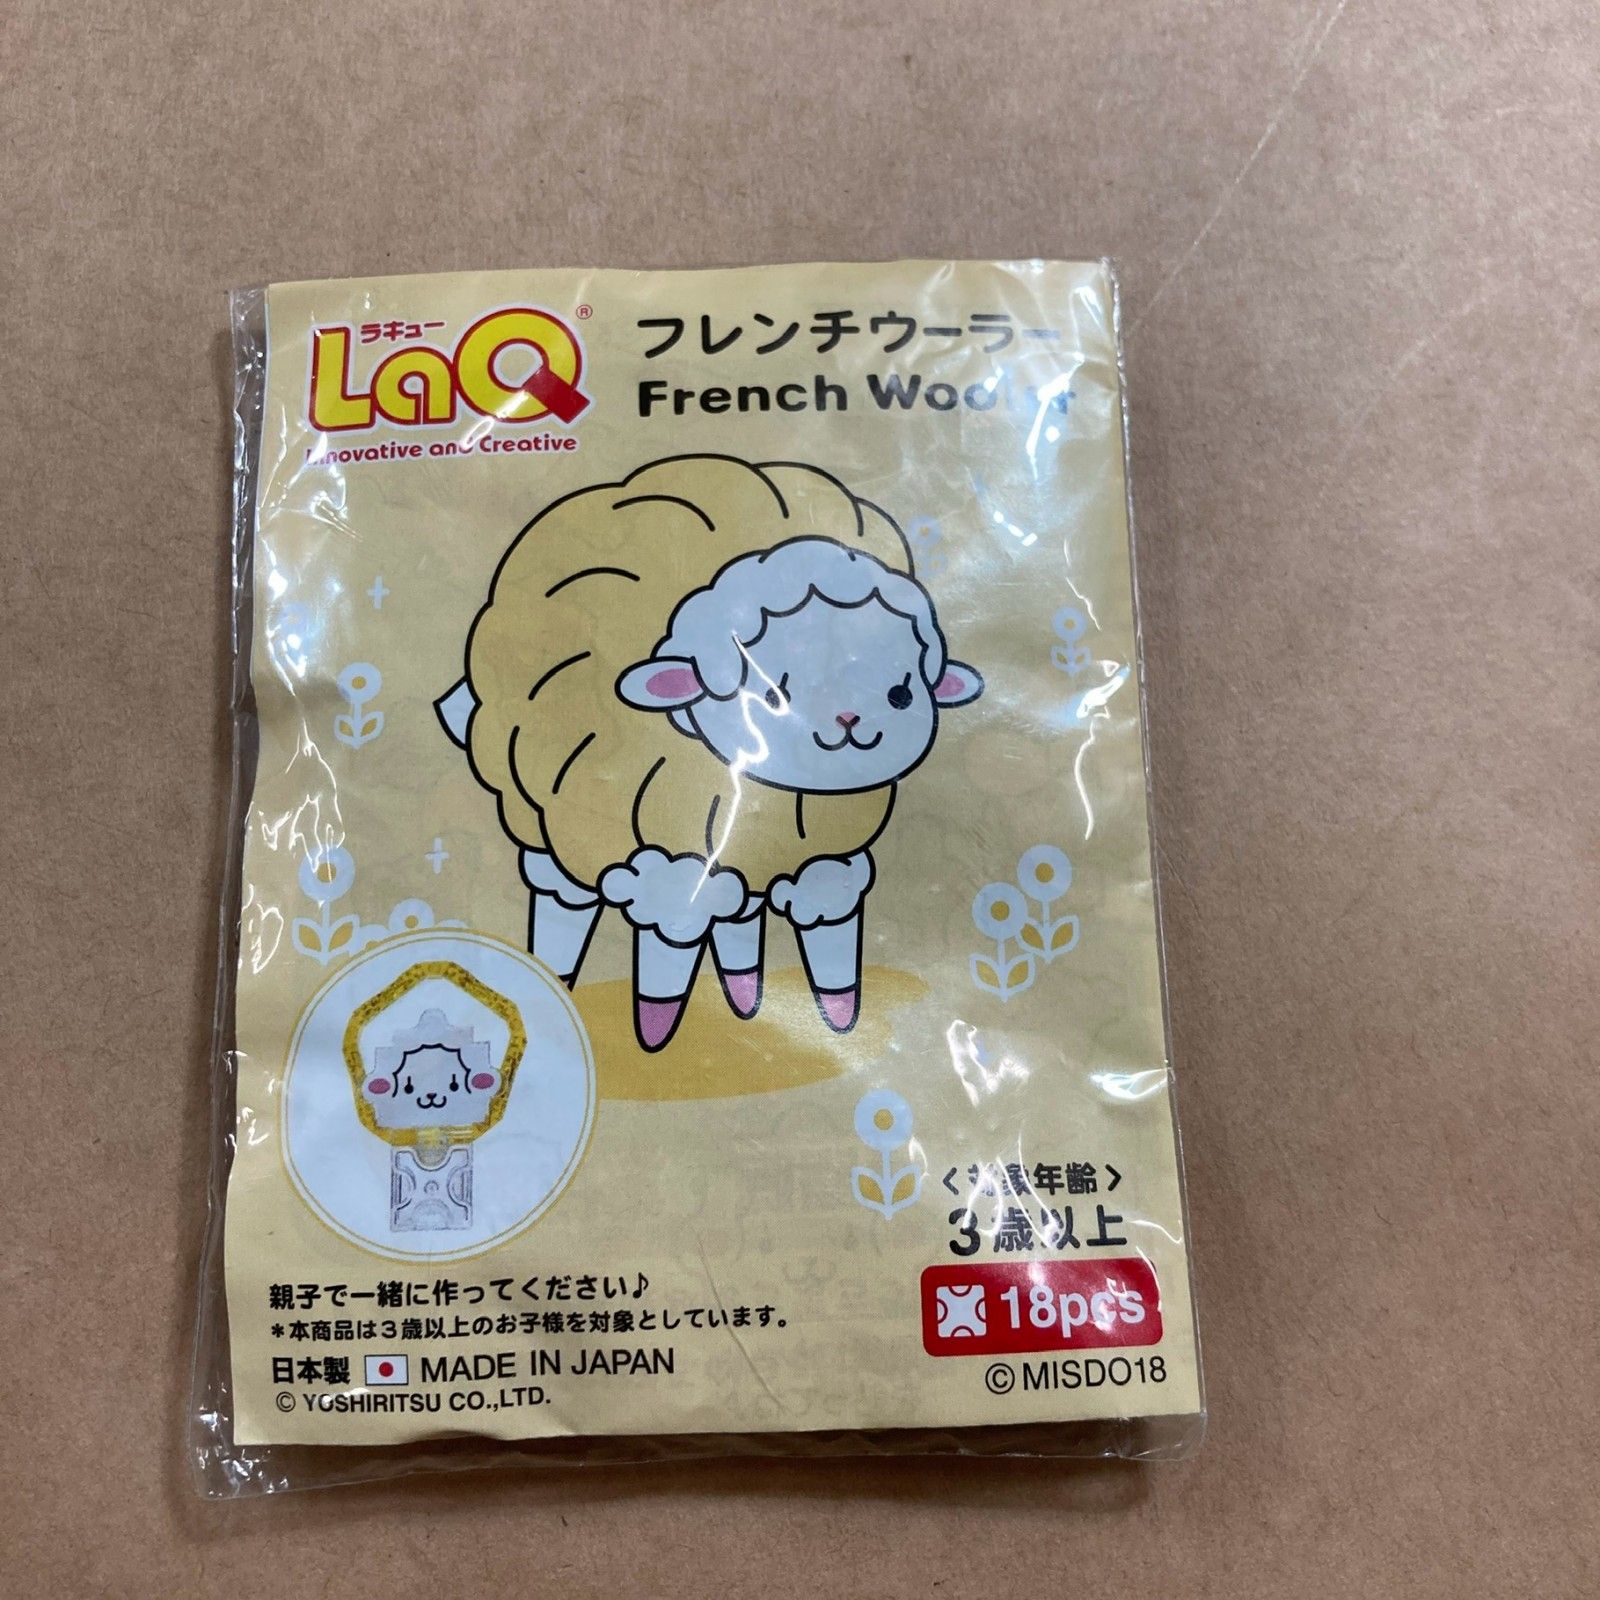 ラキュー
LaQ®
Innovative and Creative
フレンチウーラー
French Wooler
<対象年齢>
3歳以上
18pcs
©MISDO18
親子で一緒に作ってください♪
*本商品は3歳以上のお子様を対象としています。
日本製 MADE IN JAPAN
© YOSHIRITSU CO.,LTD.